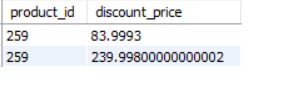 product_id discount_price
259 83.9993
259 239.99800000000002